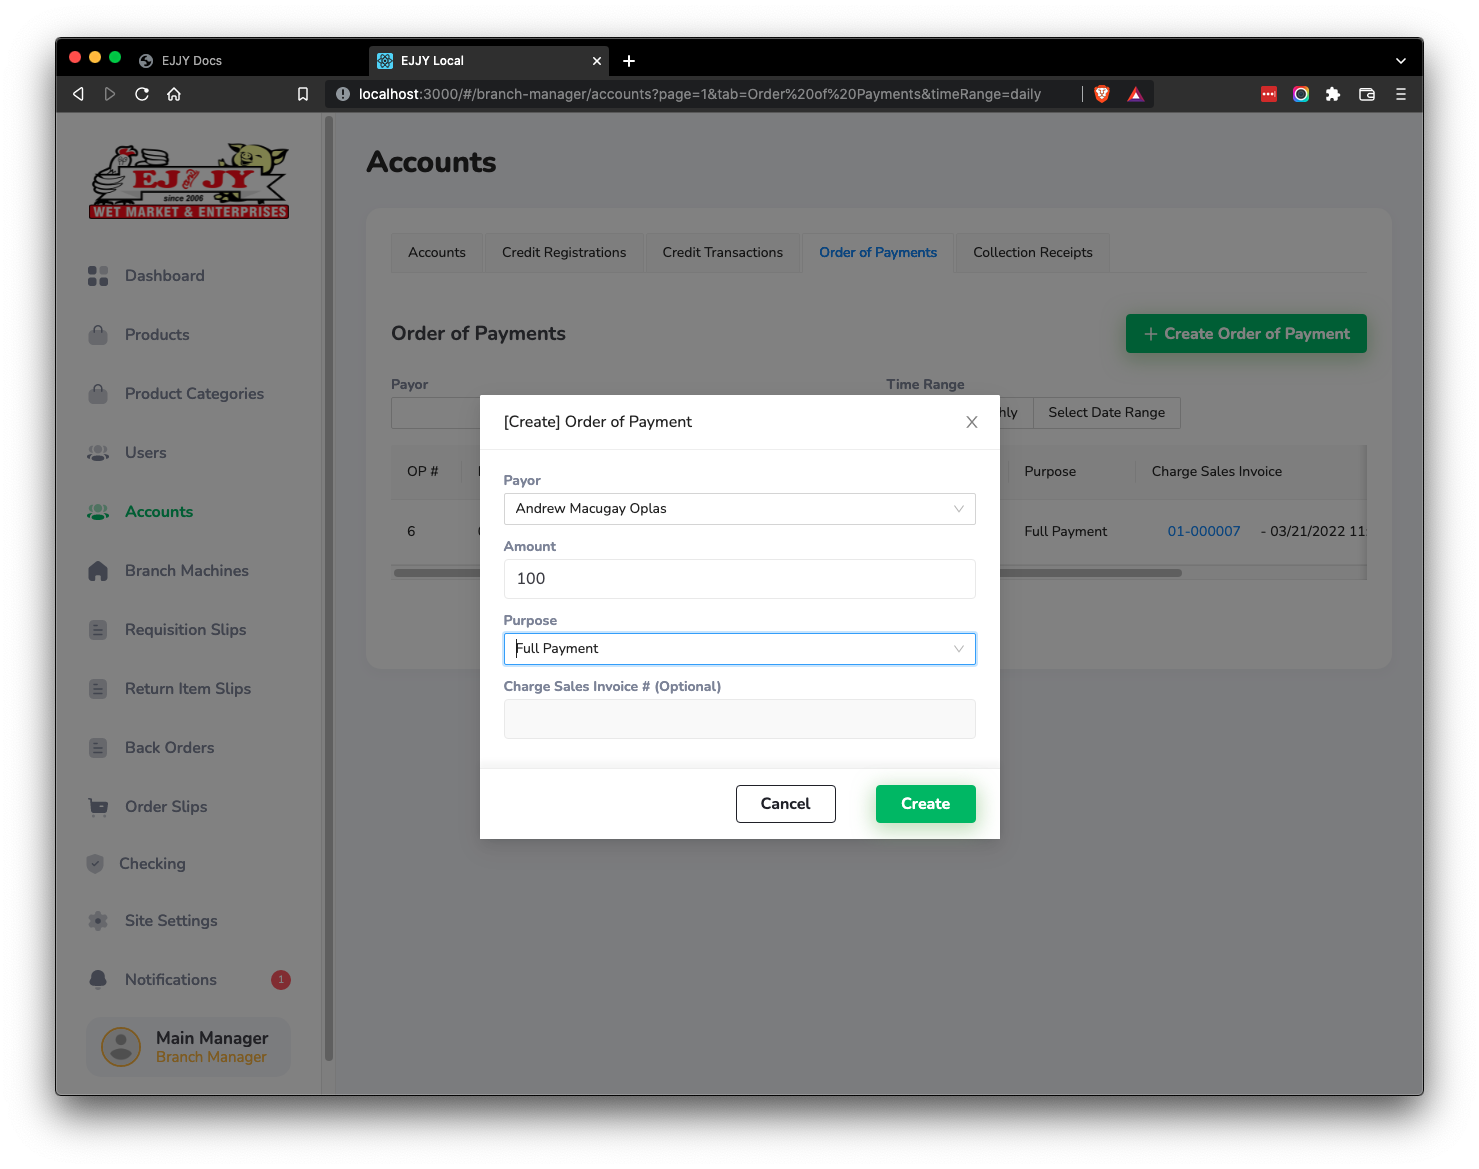 EJJY Docs
EJJY Local
localhost:3000/#/branch-manager/accounts?page=1&tab=Order%20of%20Payments&timeRange=daily
EJ JY
since 2006
WET MARKET & ENTERPRISES
Dashboard
Products
Product Categories
Users
Accounts
Branch Machines
Requisition Slips
Return Item Slips
Back Orders
Order Slips
Checking
Site Settings
Notifications
1
Main Manager
Branch Manager
Accounts
Accounts
Credit Registrations
Credit Transactions
Order of Payments
Collection Receipts
Order of Payments
+ Create Order of Payment
Payor
Time Range
hly
Select Date Range
OP #
Purpose
Charge Sales Invoice
6
Full Payment
01-000007 - 03/21/2022 11:
[Create] Order of Payment
Payor
Andrew Macugay Oplas
Amount
100
Purpose
Full Payment
Charge Sales Invoice # (Optional)
Cancel
Create